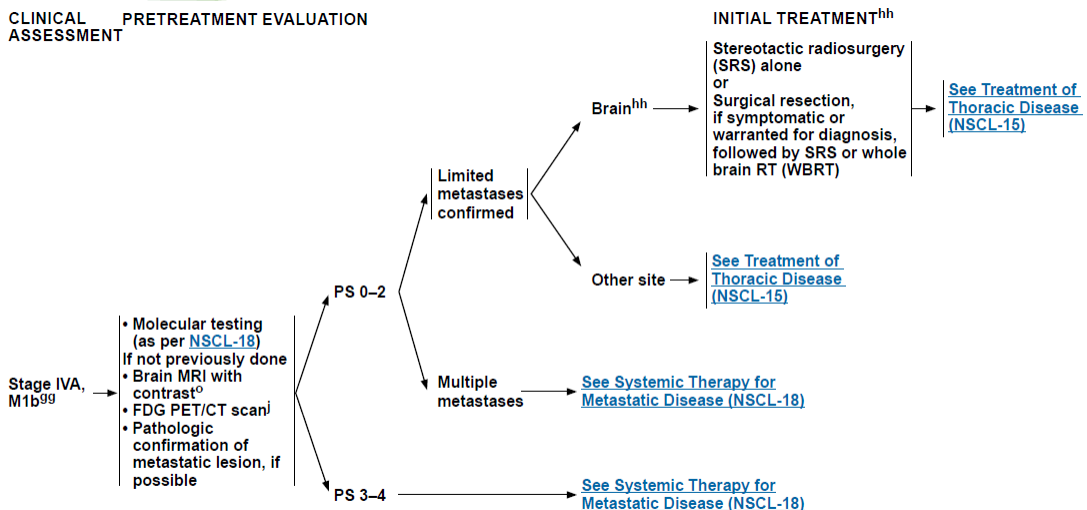 CLINICAL ASSESSMENT
PRETREATMENT EVALUATION
INITIAL TREATMENThh
Stage IVA,
M1bgg
• Molecular testing
(as per NSCL-18)
If not previously done
• Brain MRI with
contrasto
• FDG PET/CT scanj
• Pathologic
confirmation of
metastatic lesion, if
possible
PS 0–2
Limited
metastases
confirmed
Brainhh
Stereotactic radiosurgery
(SRS) alone
or
Surgical resection,
if symptomatic or
warranted for diagnosis,
followed by SRS or whole
brain RT (WBRT)
See Treatment of
Thoracic Disease
(NSCL-15)
Other site
See Treatment of
Thoracic Disease
(NSCL-15)
Multiple
metastases
See Systemic Therapy for
Metastatic Disease (NSCL-18)
PS 3–4
See Systemic Therapy for
Metastatic Disease (NSCL-18)